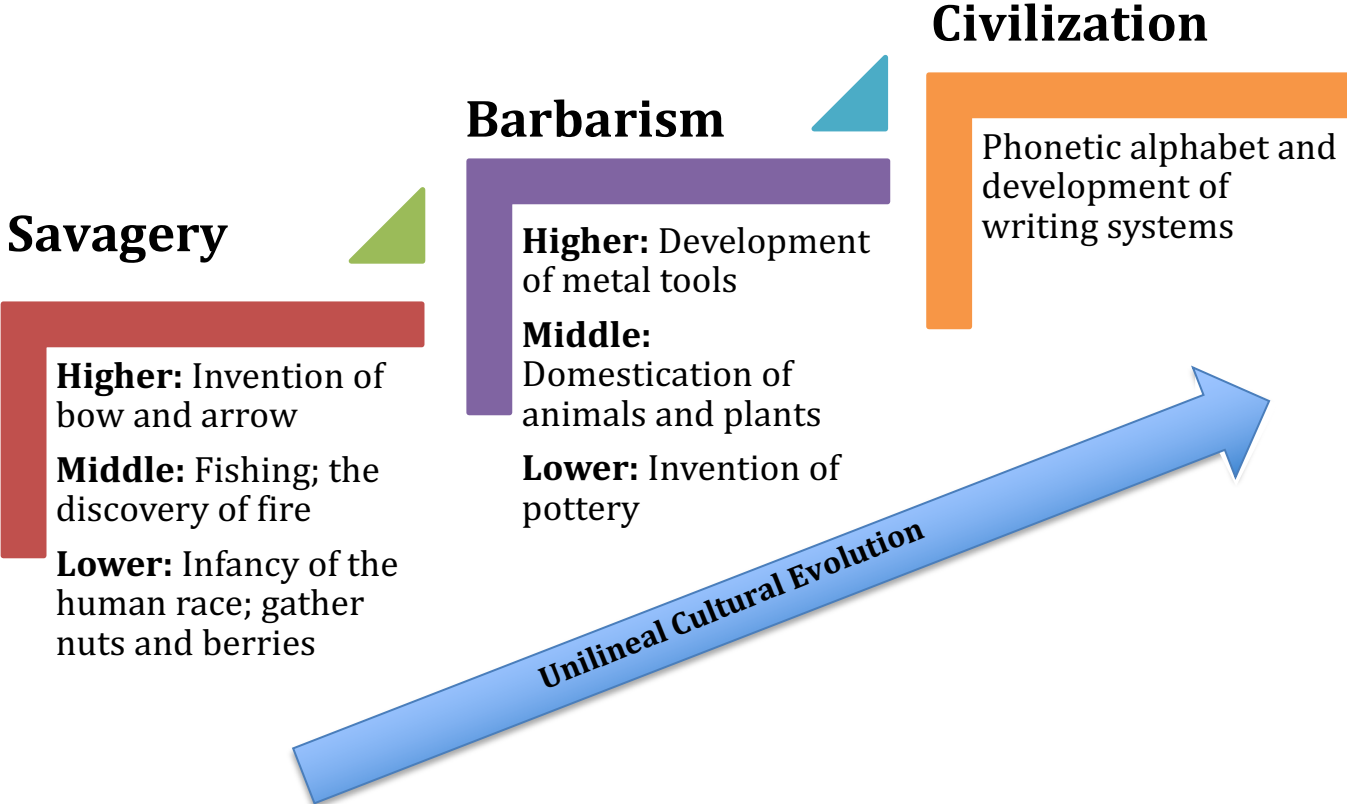 Savagery
Higher: Invention of
bow and arrow
Middle: Fishing; the
discovery of fire
Lower: Infancy of the
human race; gather
nuts and berries
Barbarism
Higher: Development
of metal tools
Middle:
Domestication of
animals and plants
Lower: Invention of
pottery
Civilization
Phonetic alphabet and
development of
writing systems
Unilineal Cultural Evolution